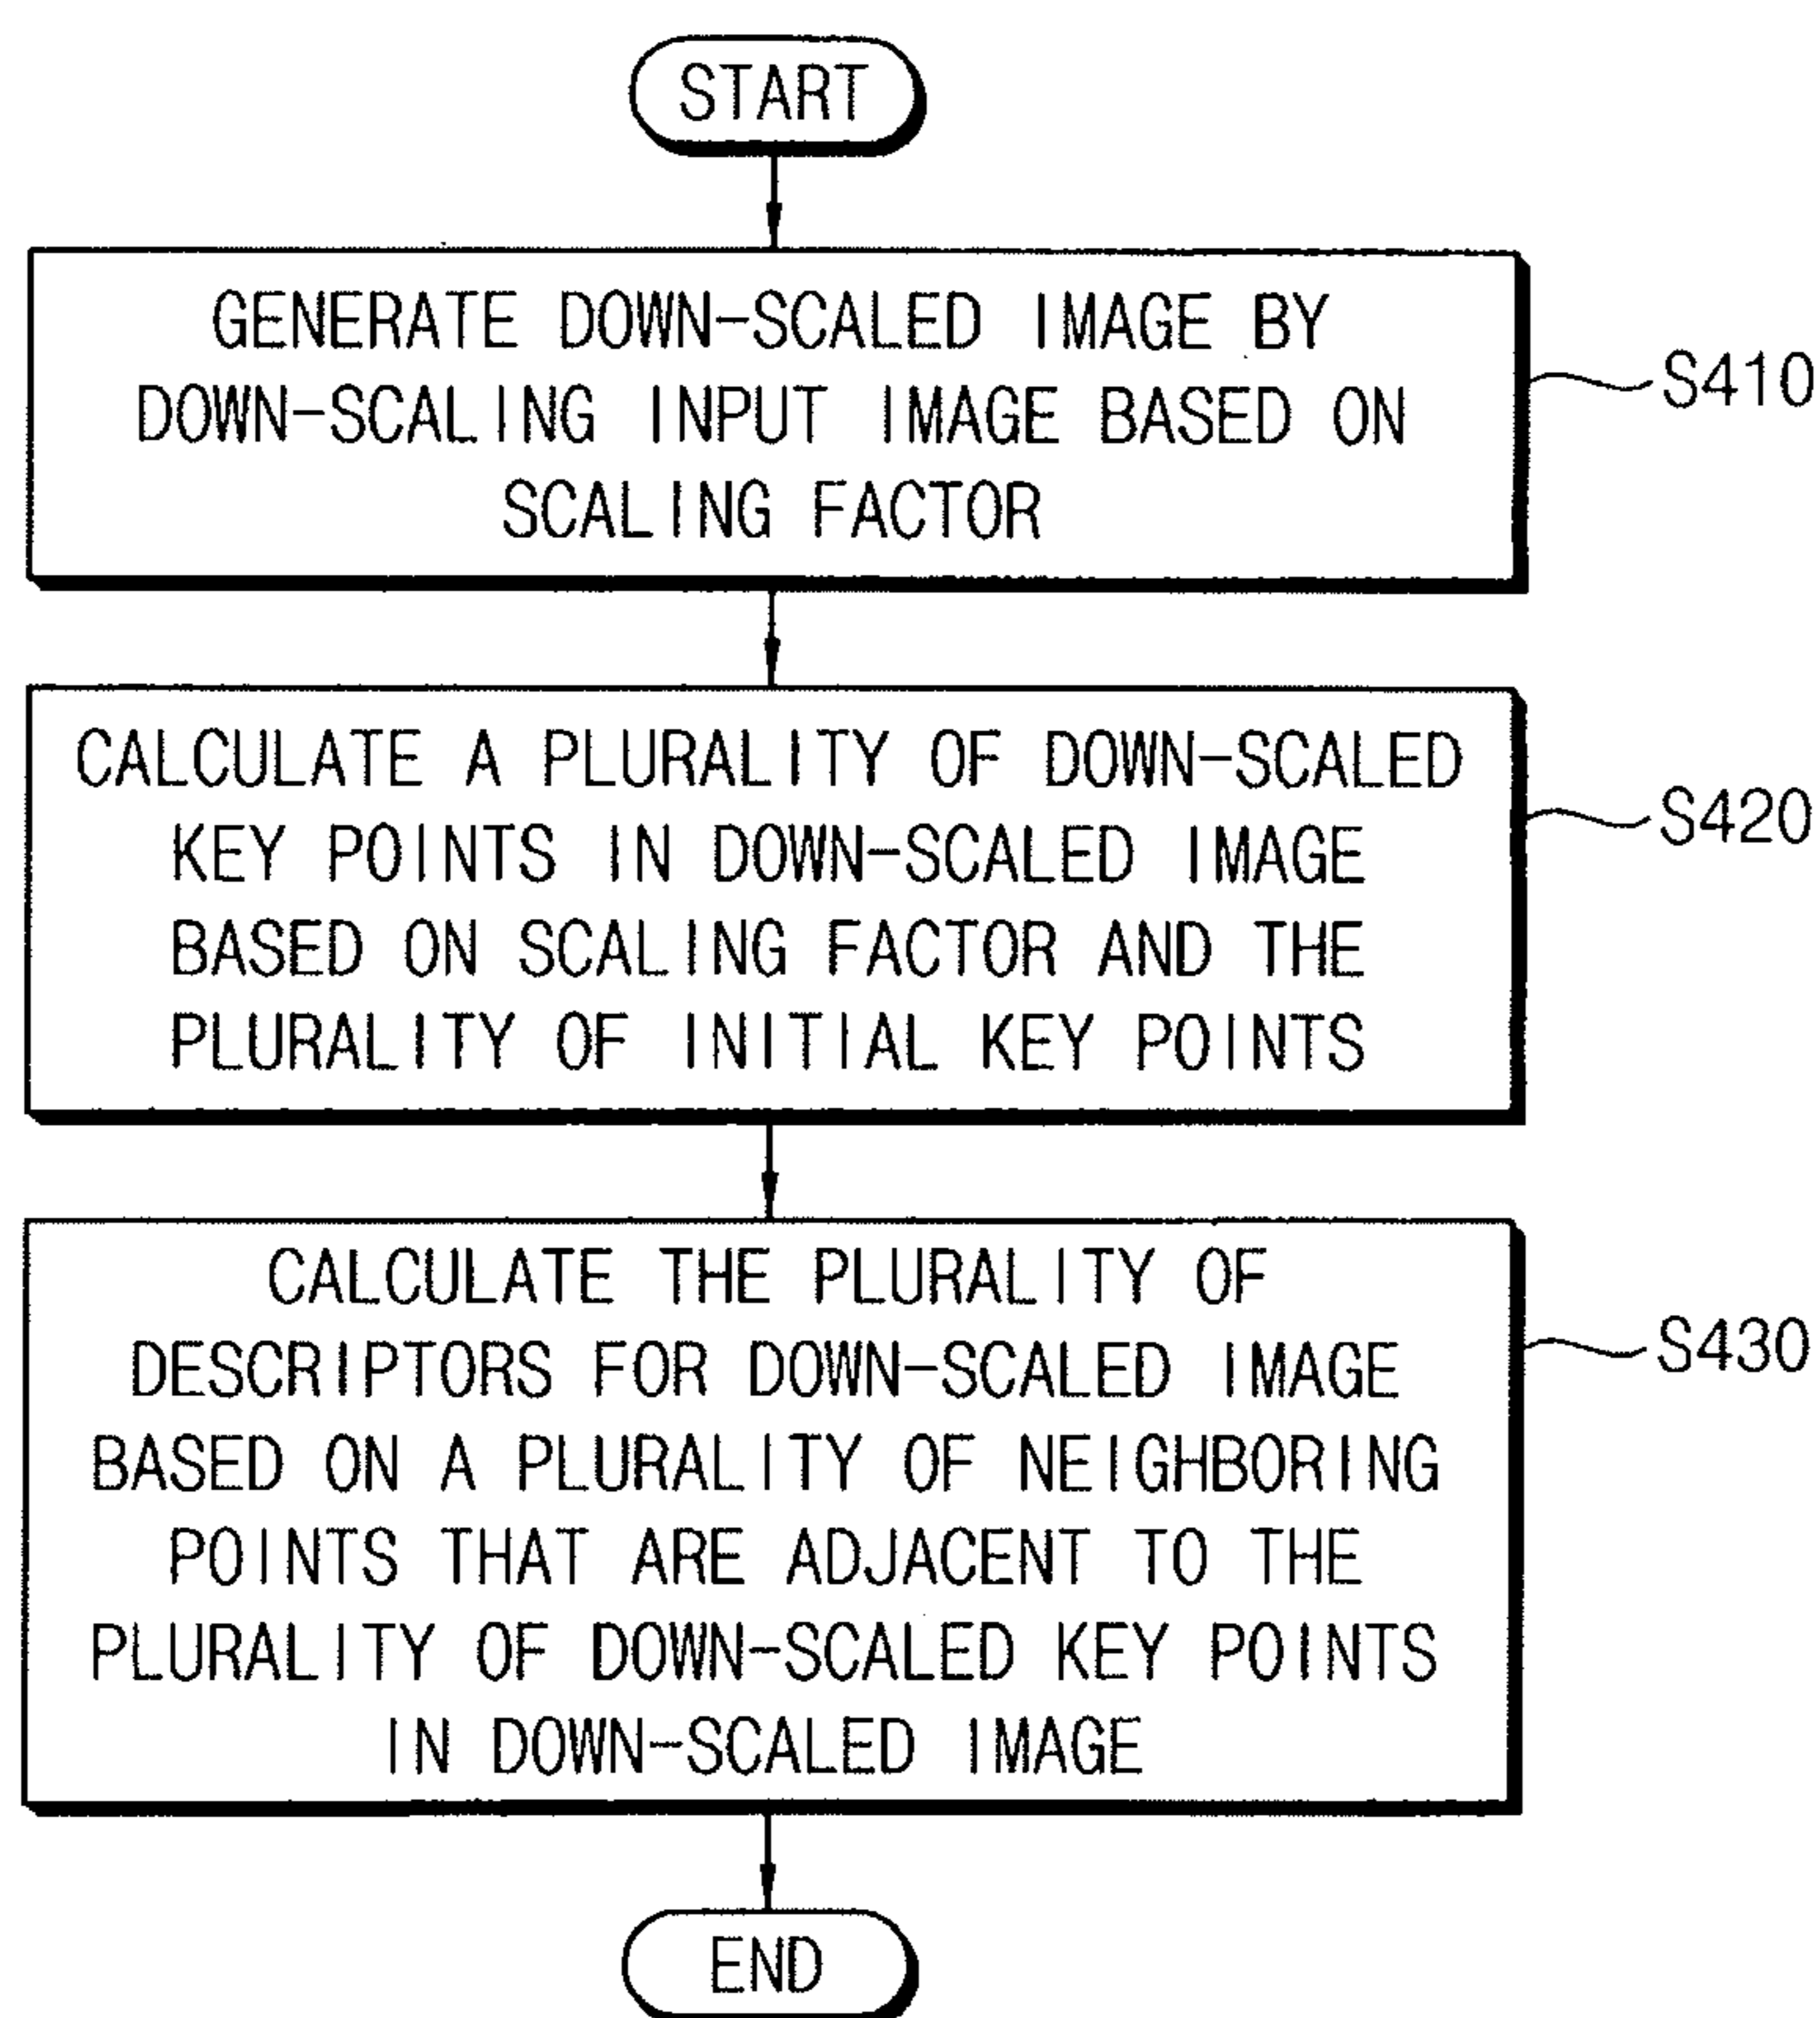 START
GENERATE DOWN-SCALED IMAGE BY
DOWN-SCALING INPUT IMAGE BASED ON
SCALING FACTOR
S410
CALCULATE A PLURALITY OF DOWN-SCALED
KEY POINTS IN DOWN-SCALED IMAGE
BASED ON SCALING FACTOR AND THE
PLURALITY OF INITIAL KEY POINTS
S420
CALCULATE THE PLURALITY OF
DESCRIPTORS FOR DOWN-SCALED IMAGE
BASED ON A PLURALITY OF NEIGHBORING
POINTS THAT ARE ADJACENT TO THE
PLURALITY OF DOWN-SCALED KEY POINTS
IN DOWN-SCALED IMAGE
S430
END